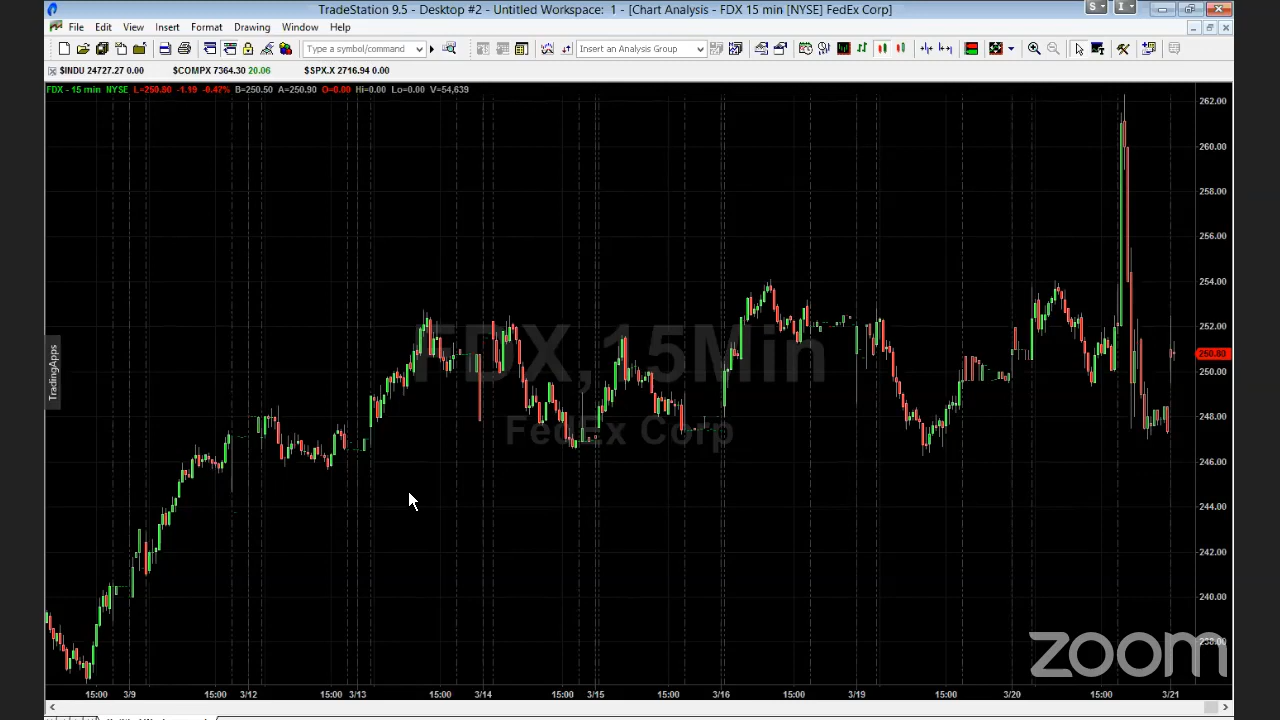 TradeStation 9.5 - Desktop #2 - Untitled Workspace: 1 - [Chart Analysis - FDX 15 min [NYSE] FedEx Corp]
S I
File Edit View Insert Format Drawing Window Help
Type a symbol/command Insert an Analysis Group
$INDU 24727.27 0.00 $COMPX 7364.30 20.06 $SPX.X 2716.94 0.00
FDX - 15 min NYSE L=250.80 -1.19 -0.47% B=250.50 A=250.90 O=0.00 Hi=0.00 Lo=0.00 V=54,639
262.00
260.00
258.00
256.00
254.00
252.00
250.80
250.00
248.00
246.00
244.00
242.00
240.00
238.00
TradingApps
FDX, 15Min
FedEx Corp
zoom
15:00 3/9 15:00 3/12 15:00 3/13 15:00 3/14 15:00 3/15 15:00 3/16 15:00 3/19 15:00 3/20 15:00 3/21